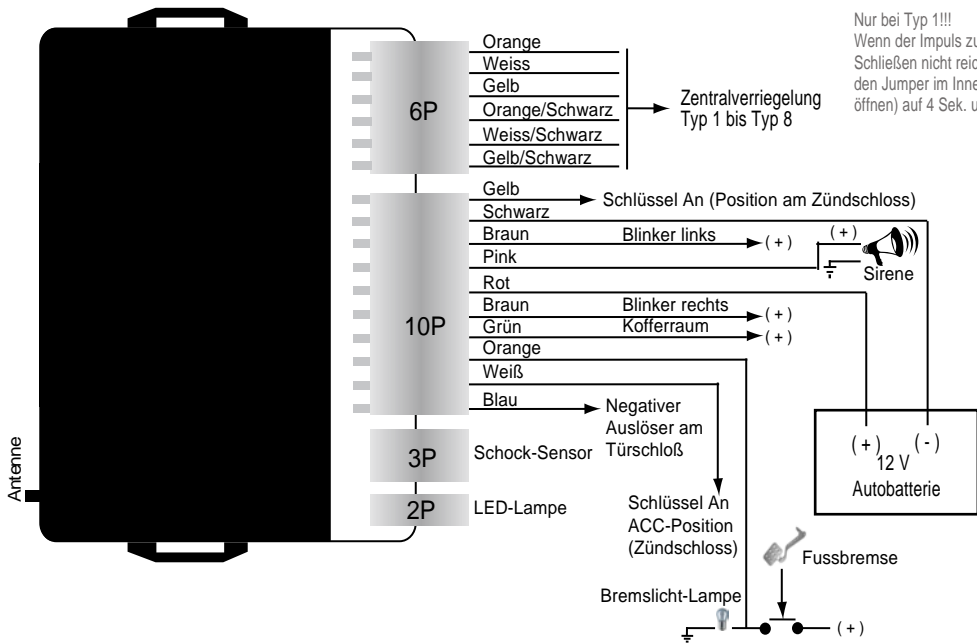 Nur bei Typ 1!!!
Wenn der Impuls
Schließen nicht
den Jumper im
öffnen) auf 4 Sek.
Orange
Weiss
Gelb
Orange/Schwarz
Weiss/Schwarz
Gelb/Schwarz
6P
Zentralverriegelung
Typ 1 bis Typ 8
Gelb
Schlüssel An (Position am Zündschloss)
Schwarz
Braun
Blinker links
(+)
(+)
Pink
Sirene
Rot
Braun
Blinker rechts
(+)
10P
Grün
Kofferraum
(+)
Orange
Weiß
Blau
Negativer
Auslöser am
Türschloß
(+)
(-)
12 V
Autobatterie
3P
Schock-Sensor
Antenne
2P
LED-Lampe
Schlüssel An
ACC-Position
(Zündschloss)
Fussbremse
Bremslicht-Lampe
(+)